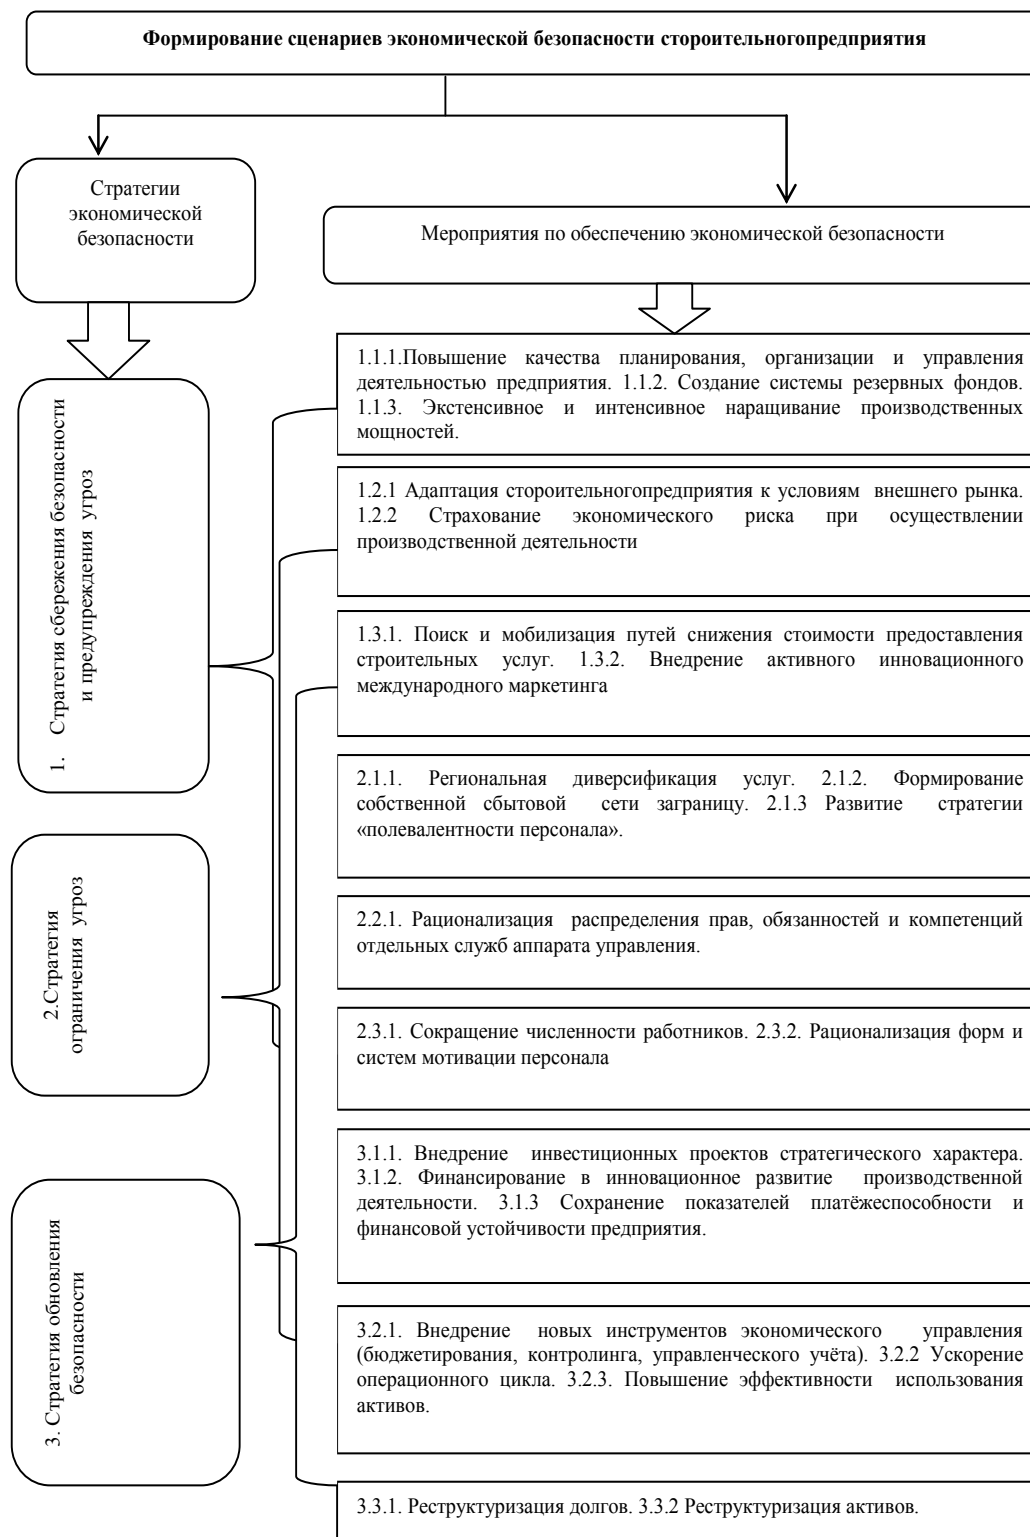 Формирование сценариев экономической безопасности стороительногопредприятия
Стратегии
экономической
безопасности
Мероприятия по обеспечению экономической безопасности
1. Стратегия сбережения безопасности
и предупреждения угроз
2.Стратегия
ограничения угроз
3. Стратегия обновления
безопасности
1.1.1.Повышение качества планирования, организации и управления
деятельностью предприятия. 1.1.2. Создание системы резервных фондов.
1.1.3. Экстенсивное и интенсивное наращивание производственных
мощностей.
1.2.1 Адаптация стороительногопредприятия к условиям внешнего рынка.
1.2.2 Страхование экономического риска при осуществлении
производственной деятельности
1.3.1. Поиск и мобилизация путей снижения стоимости предоставления
строительных услуг. 1.3.2. Внедрение активного инновационного
международного маркетинга
2.1.1. Региональная диверсификация услуг. 2.1.2. Формирование
собственной сбытовой сети заграницу. 2.1.3 Развитие стратегии
«полевалентности персонала».
2.2.1. Рационализация распределения прав, обязанностей и компетенций
отдельных служб аппарата управления.
2.3.1. Сокращение численности работников. 2.3.2. Рационализация форм и
систем мотивации персонала
3.1.1. Внедрение инвестиционных проектов стратегического характера.
3.1.2. Финансирование в инновационное развитие производственной
деятельности. 3.1.3 Сохранение показателей платёжеспособности и
финансовой устойчивости предприятия.
3.2.1. Внедрение новых инструментов экономического управления
(бюджетирования, контролинга, управленческого учёта). 3.2.2 Ускорение
операционного цикла. 3.2.3. Повышение эффективности использования
активов.
3.3.1. Реструктуризация долгов. 3.3.2 Реструктуризация активов.